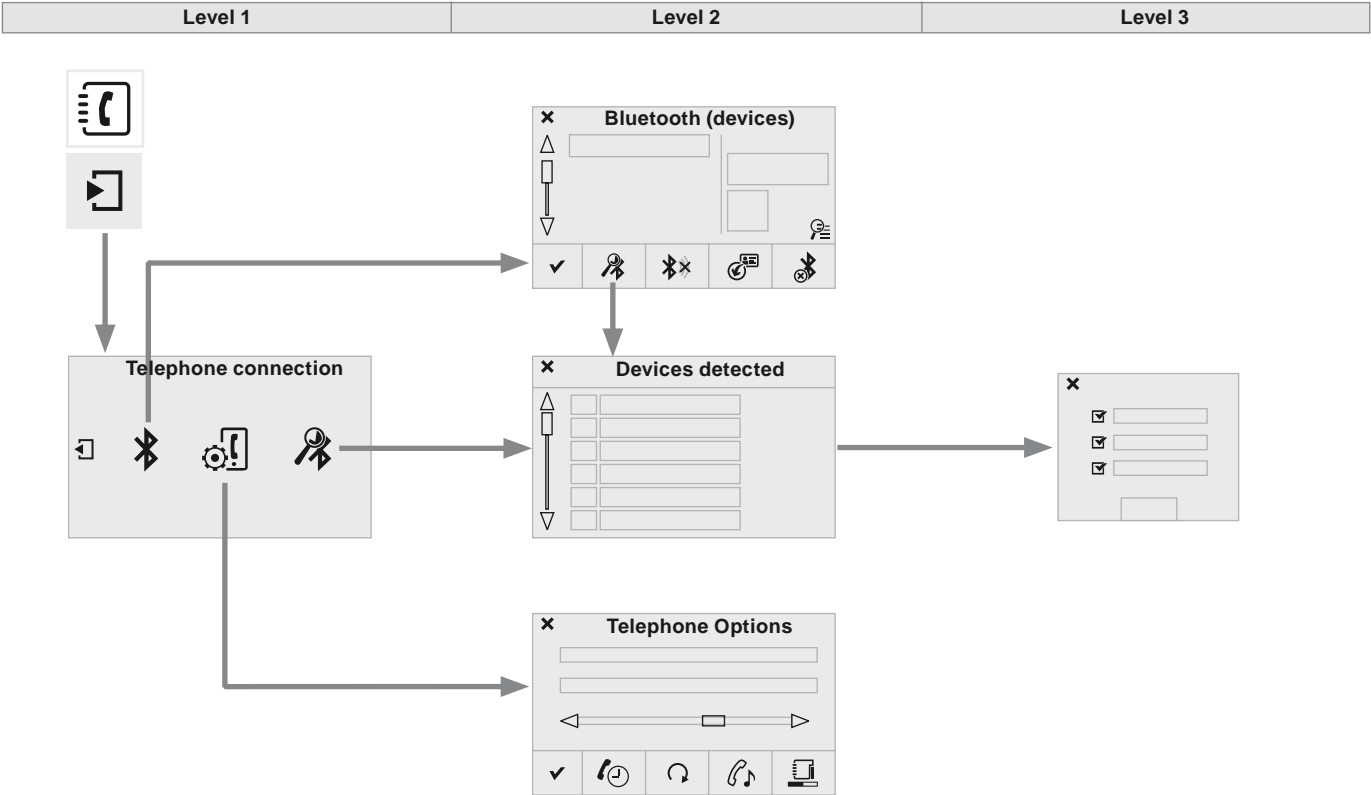 Level 1
Level 2
Level 3
Bluetooth (devices)
Telephone connection
Devices detected
Telephone Options